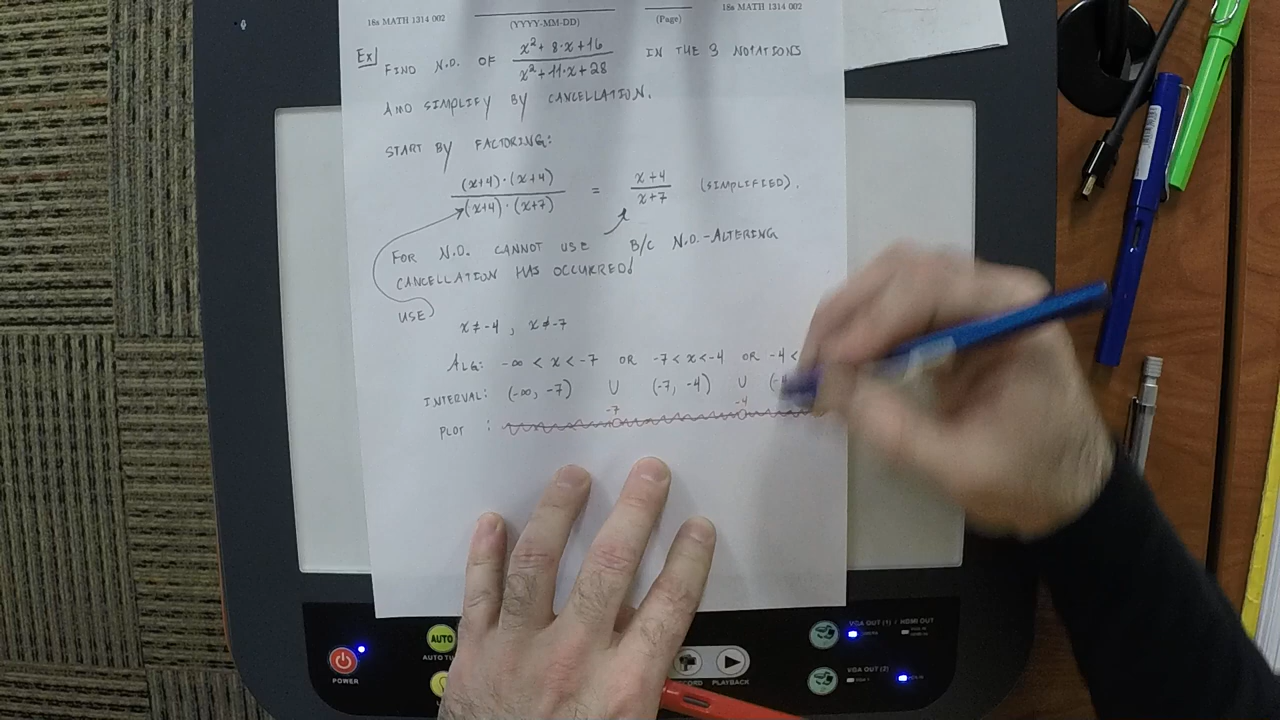 18s MATH 1314 002 (YYYY-MM-DD) (Page) 18s MATH 1314 002
Ex| FIND N.D. OF x²+8·x+16 / x²+11·x+28 IN THE 3 NOTATIONS
AND SIMPLIFY BY CANCELLATION.
START BY FACTORING:
(x+4)·(x+4) / (x+4)·(x+7) = x+4 / x+7 (SIMPLIFIED).
FOR N.D. CANNOT USE B/C N.D.-ALTERING
CANCELLATION HAS OCCURRED!
USE
x≠-4, x≠-7
ALG: -∞ < x < -7 OR -7 < x < -4 OR -4 <
INTERVAL: (-∞, -7) ∪ (-7, -4) ∪ (-4
-7 -4
PLOT :
VGA OUT (1) / HDMI OUT
AUTO
POWER
VGA OUT (2)
PLAYBACK